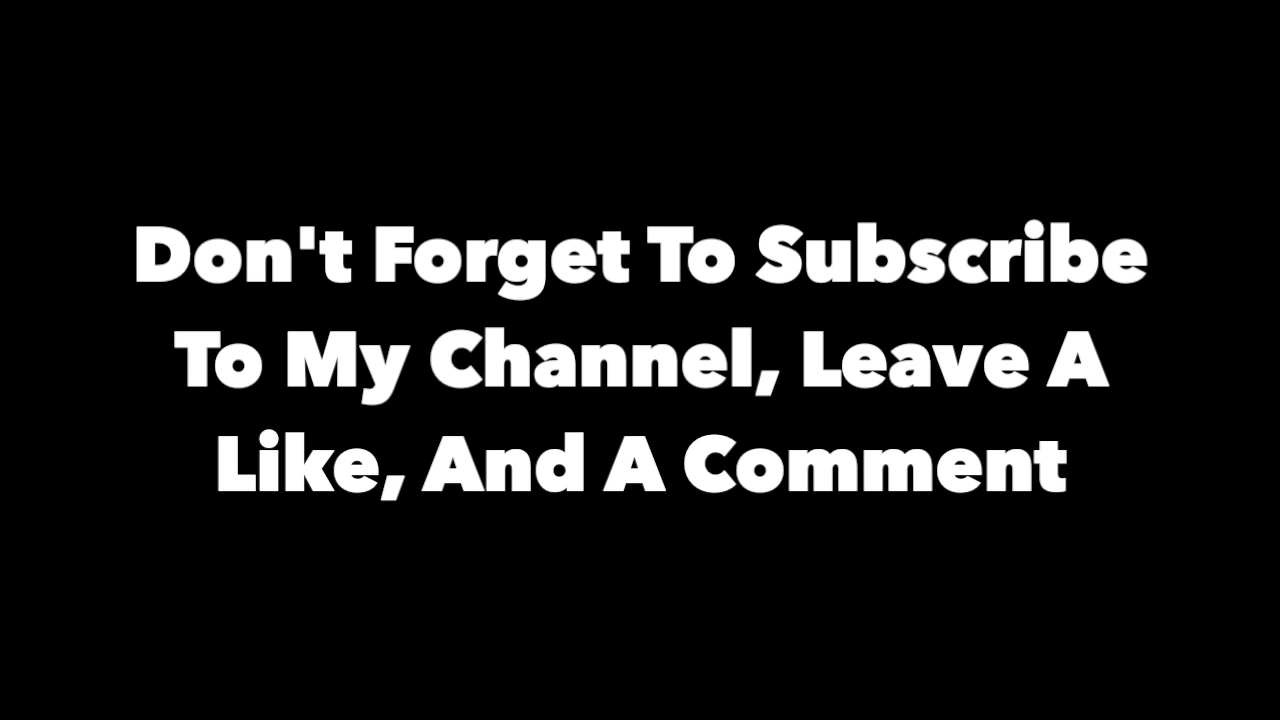 Don't Forget To Subscribe
To My Channel, Leave A
Like, And A Comment